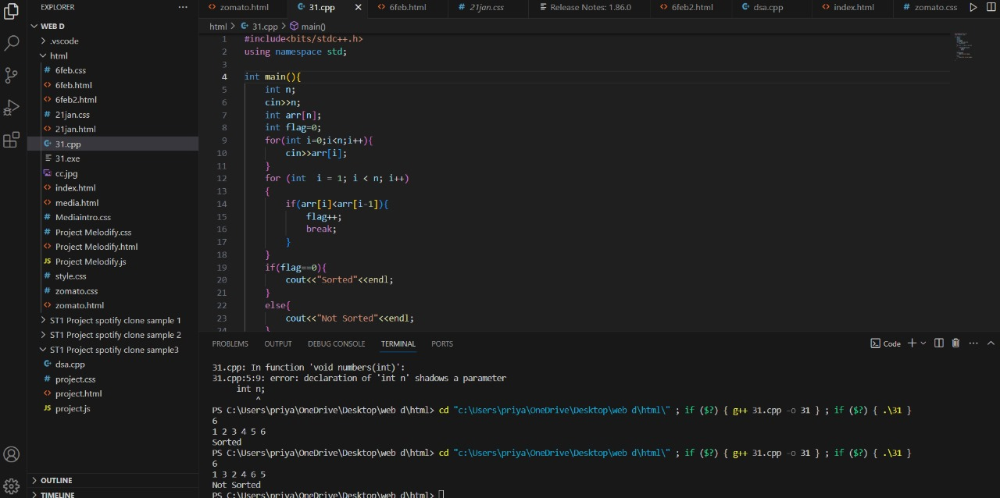 EXPLORER
...
WEB D
.vscode
html
# 6feb.css
<> 6feb.html
<> 6feb2.html
# 21jan.css
<> 21jan.html
31.cpp
31.exe
cc.jpg
<> index.html
<> media.html
# Mediaintro.css
# Project Melodify.css
<> Project Melodify.html
JS Project Melodify.js
# style.css
# zomato.css
<> zomato.html
ST1 Project spotify clone sample 1
ST1 Project spotify clone sample 2
ST1 Project spotify clone sample3
dsa.cpp
# project.css
<> project.html
JS project.js
OUTLINE
TIMELINE
<> zomato.html
31.cpp
<> 6feb.html
# 21jan.css
Release Notes: 1.86.0
<> 6feb2.html
dsa.cpp
<> index.html
# zomato.css
html > 31.cpp > main()
1 #include<bits/stdc++.h>
2 using namespace std;
3
4 int main(){
5 int n;
6 cin>>n;
7 int arr[n];
8 int flag=0;
9 for(int i=0;i<n;i++){
10 cin>>arr[i];
11 }
12 for (int  i = 1; i < n; i++)
13 {
14 if(arr[i]<arr[i-1]){
15 flag++;
16 break;
17 }
18 }
19 if(flag==0){
20 cout<<"Sorted"<<endl;
21 }
22 else{
23 cout<<"Not Sorted"<<endl;
24 }
PROBLEMS OUTPUT DEBUG CONSOLE TERMINAL PORTS
Code
31.cpp: In function 'void numbers(int)':
31.cpp:5:9: error: declaration of 'int n' shadows a parameter
int n;
^
PS C:\Users\priya\OneDrive\Desktop\web d\html> cd "c:\Users\priya\OneDrive\Desktop\web d\html\" ; if ($?) { g++ 31.cpp -o 31 } ; if ($?) { .\31 }
6
1 2 3 4 5 6
Sorted
PS C:\Users\priya\OneDrive\Desktop\web d\html> cd "c:\Users\priya\OneDrive\Desktop\web d\html\" ; if ($?) { g++ 31.cpp -o 31 } ; if ($?) { .\31 }
6
1 3 2 4 6 5
Not Sorted
PS C:\Users\priya\OneDrive\Desktop\web d\html>